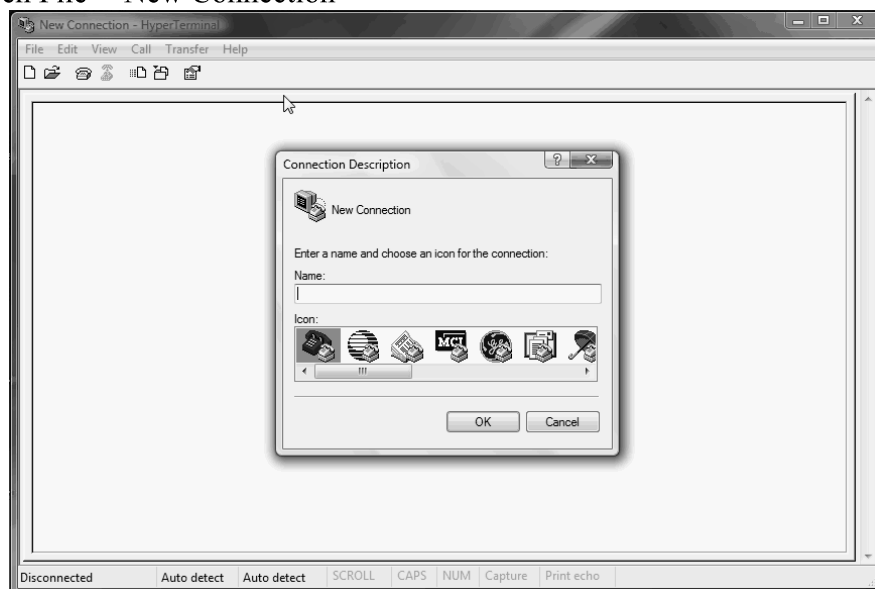 New Connection
New Connection - HyperTerminal
File Edit View Call Transfer Help
Connection Description
New Connection
Enter a name and choose an icon for the connection:
Name:
Icon:
MCI
OK Cancel
Disconnected Auto detect Auto detect SCROLL CAPS NUM Capture Print echo